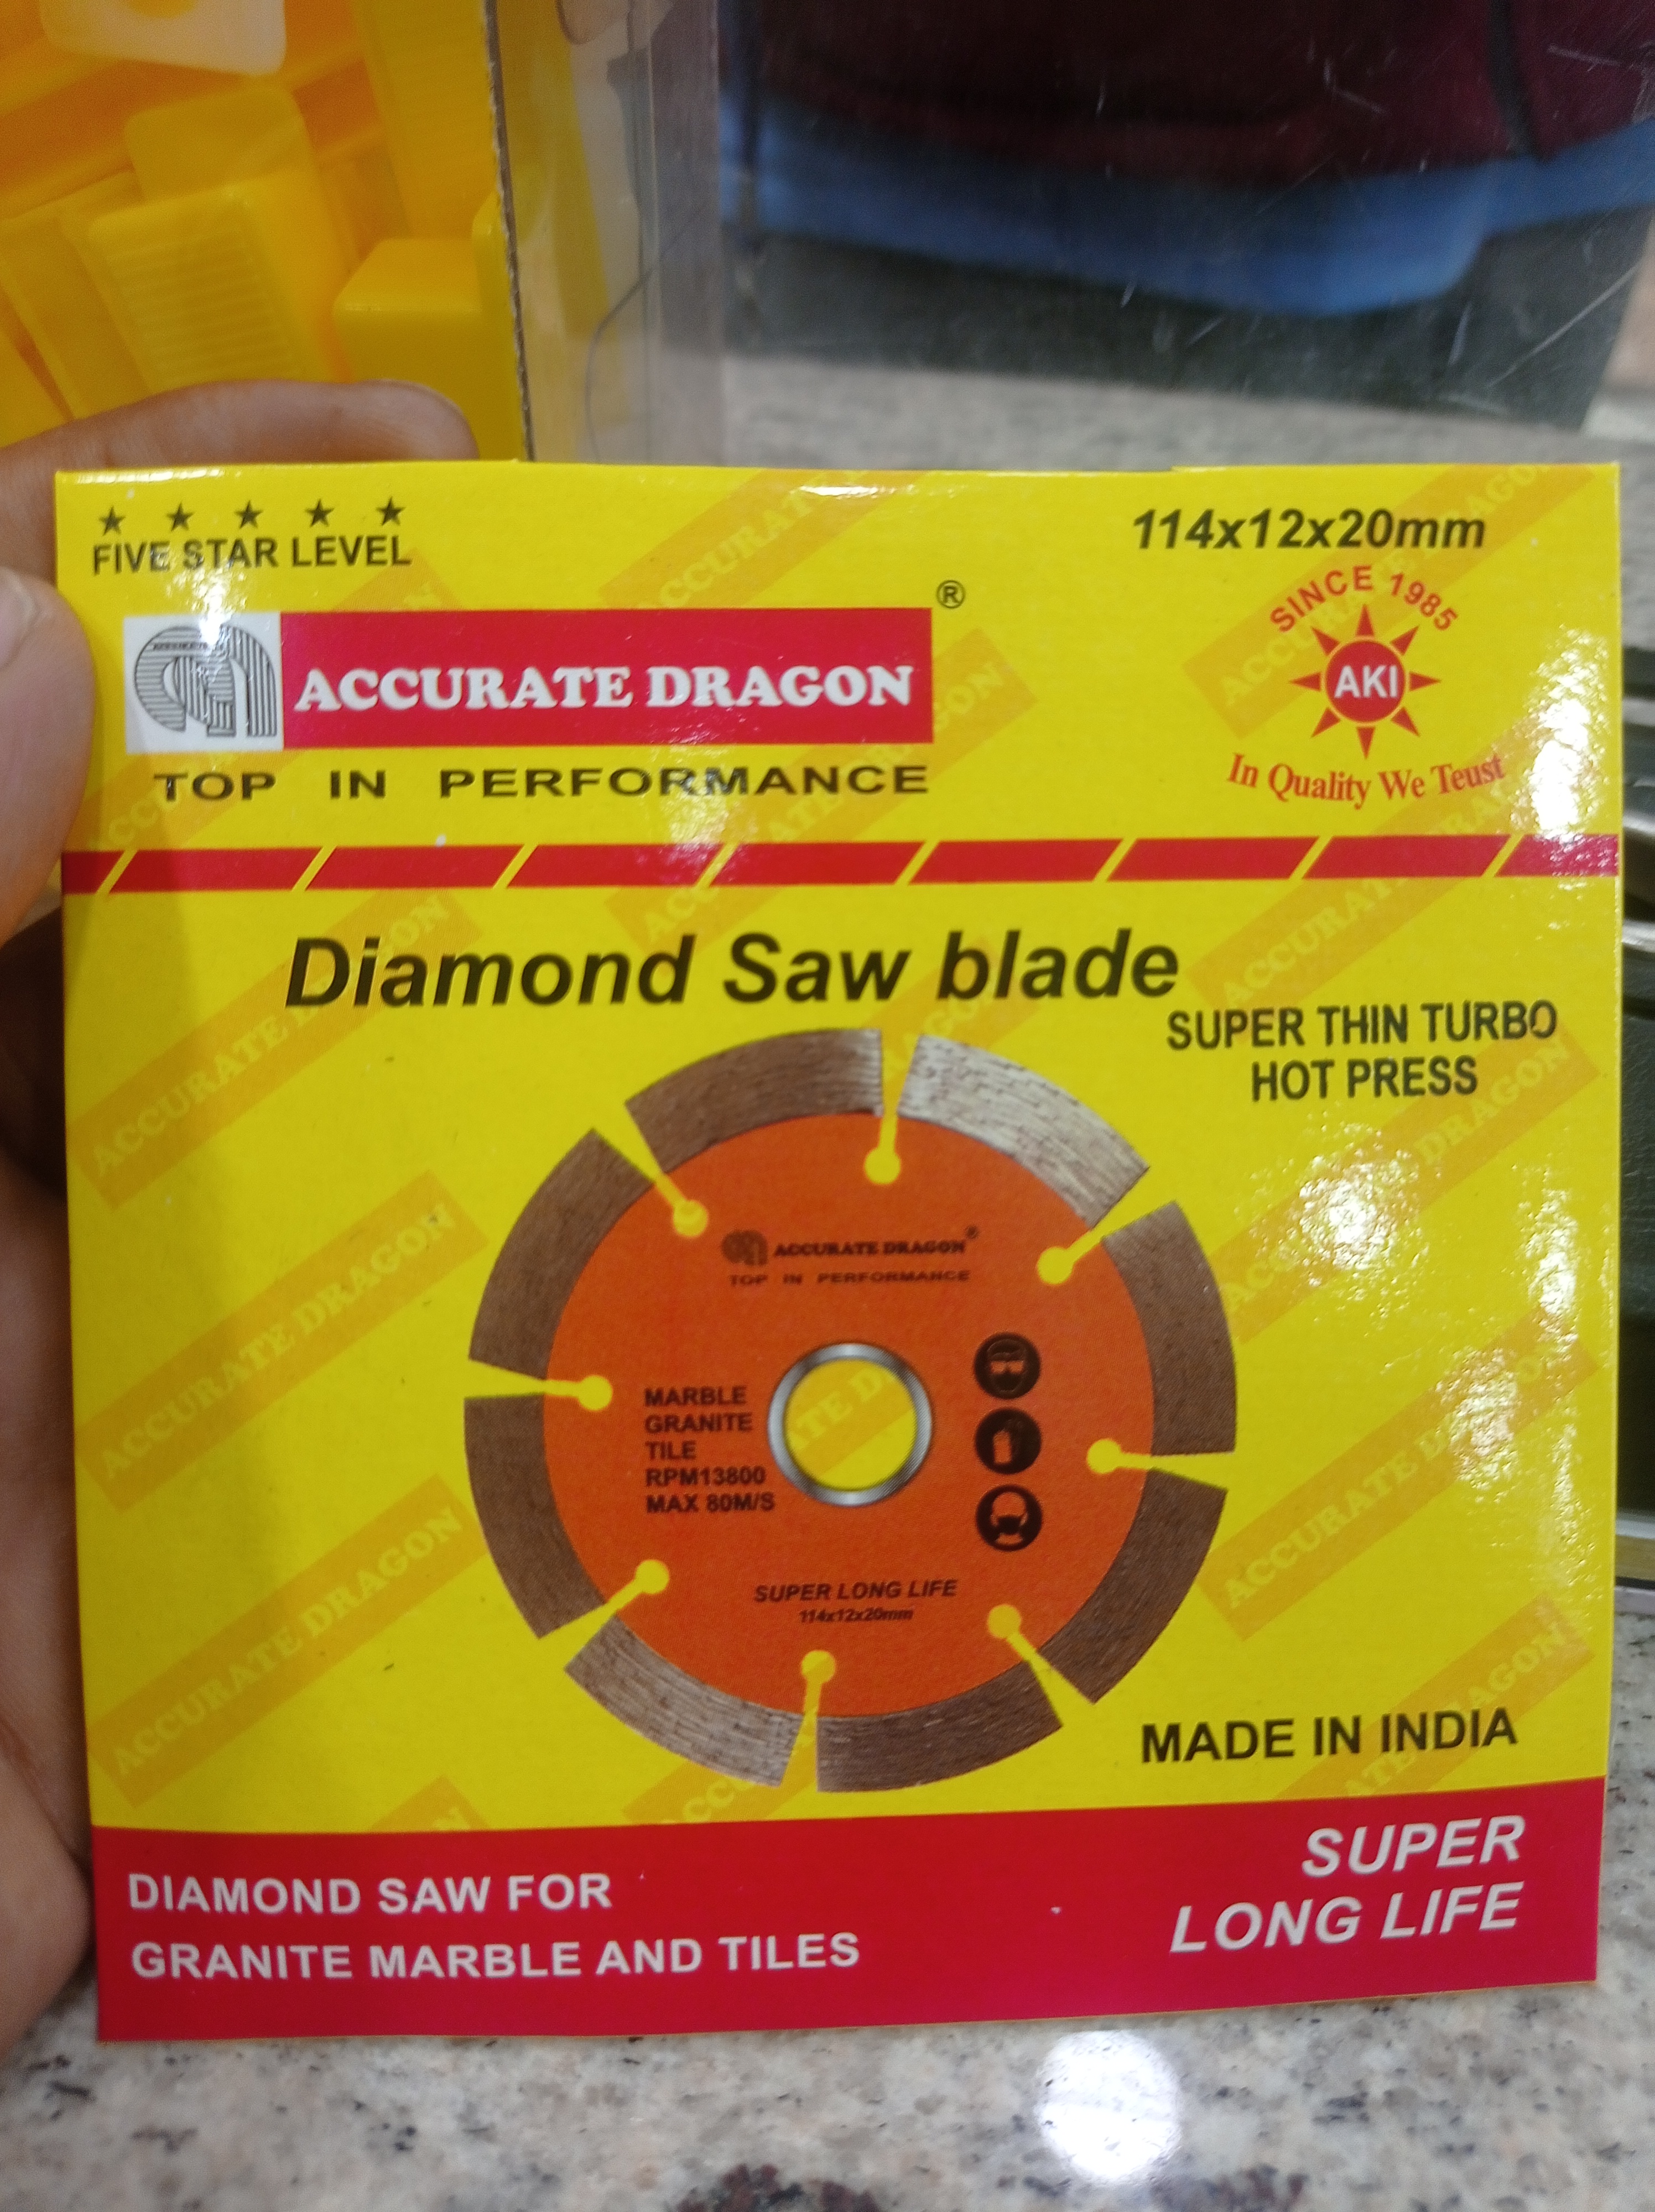 ★ ★ ★ ★ ★
FIVE STAR LEVEL
114x12x20mm
ACCURATE DRAGON ®
TOP IN PERFORMANCE
SINCE 1985
AKI
In Quality We Teust
Diamond Saw blade
SUPER THIN TURBO
HOT PRESS
ACCURATE DRAGON®
TOP IN PERFORMANCE
MARBLE
GRANITE
TILE
RPM13800
MAX 80M/S
SUPER LONG LIFE
114x12x20mm
MADE IN INDIA
DIAMOND SAW FOR
GRANITE MARBLE AND TILES
SUPER
LONG LIFE